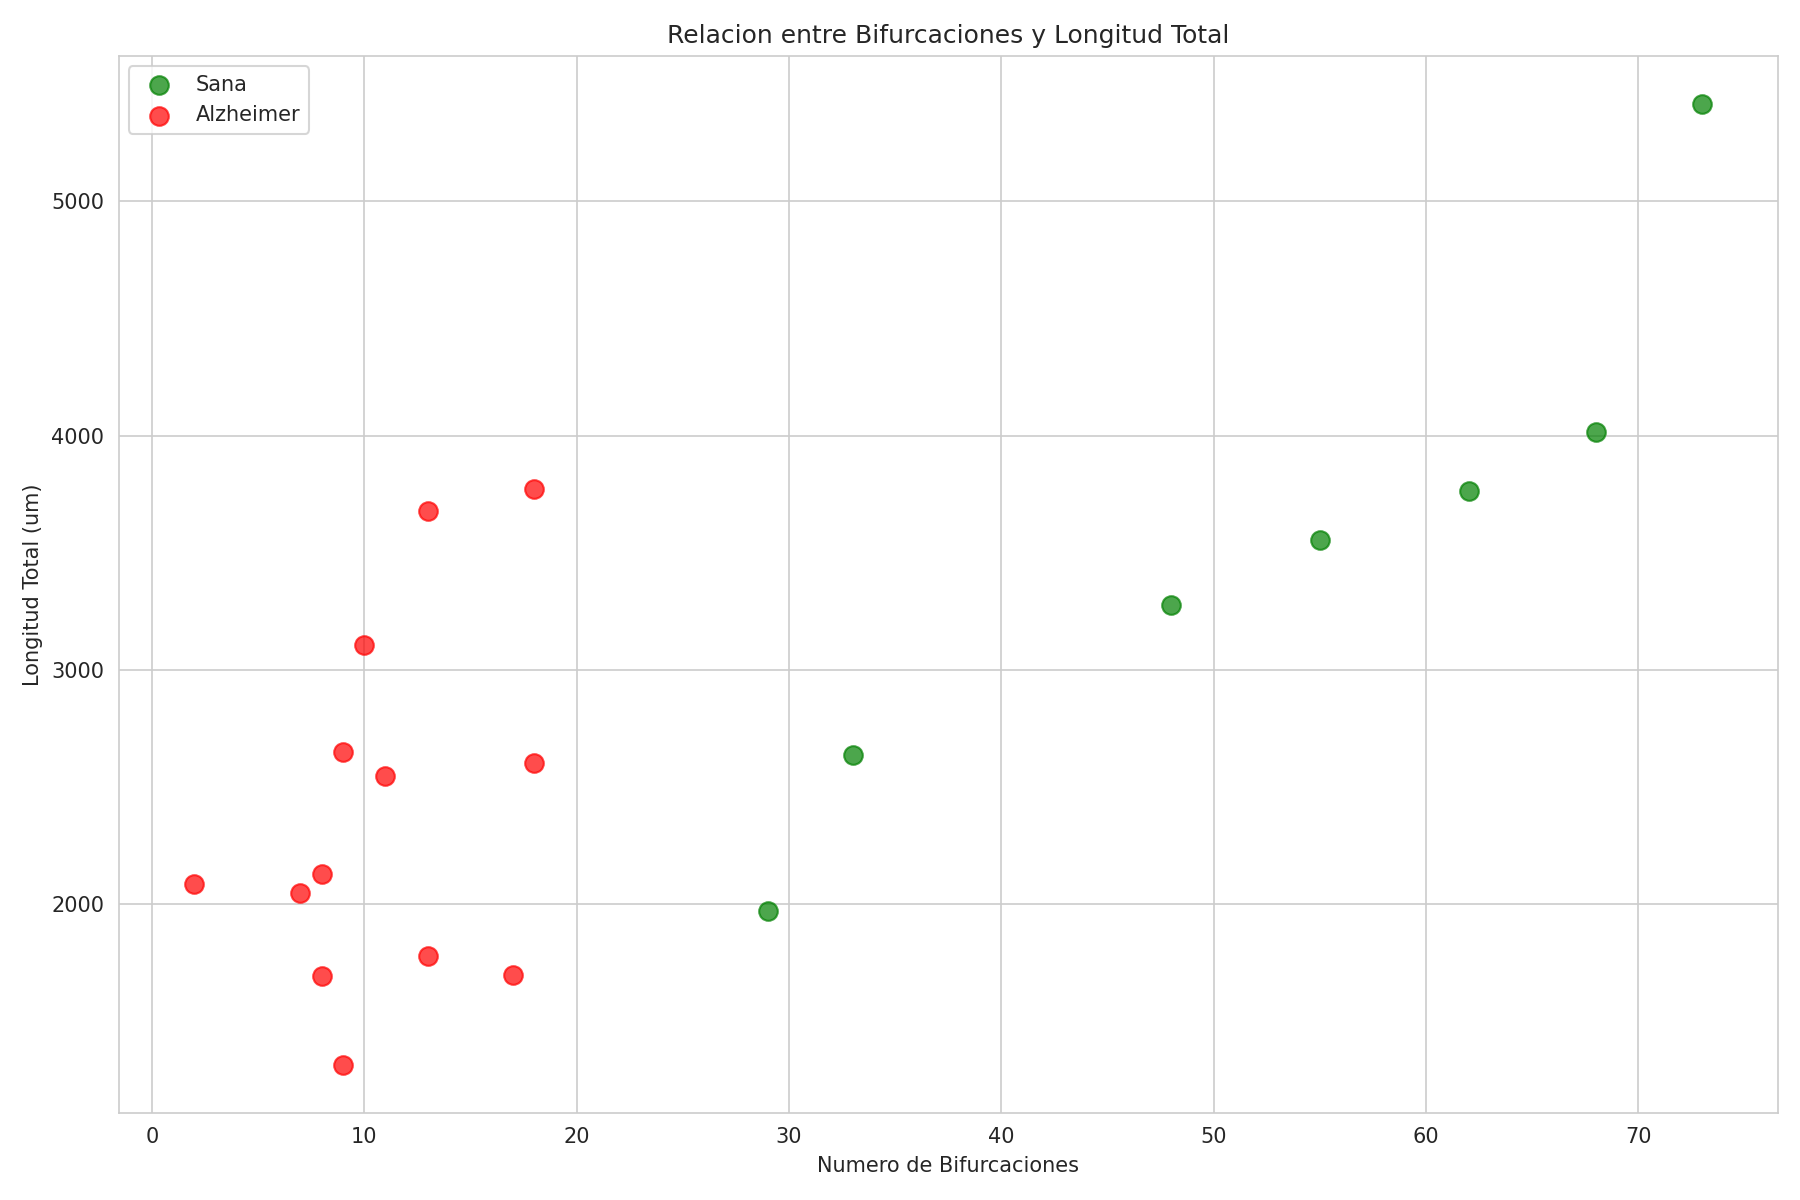 Relacion entre Bifurcaciones y Longitud Total
Sana
Alzheimer
5000
4000
3000
2000
Longitud Total (um)
0 10 20 30 40 50 60 70
Numero de Bifurcaciones